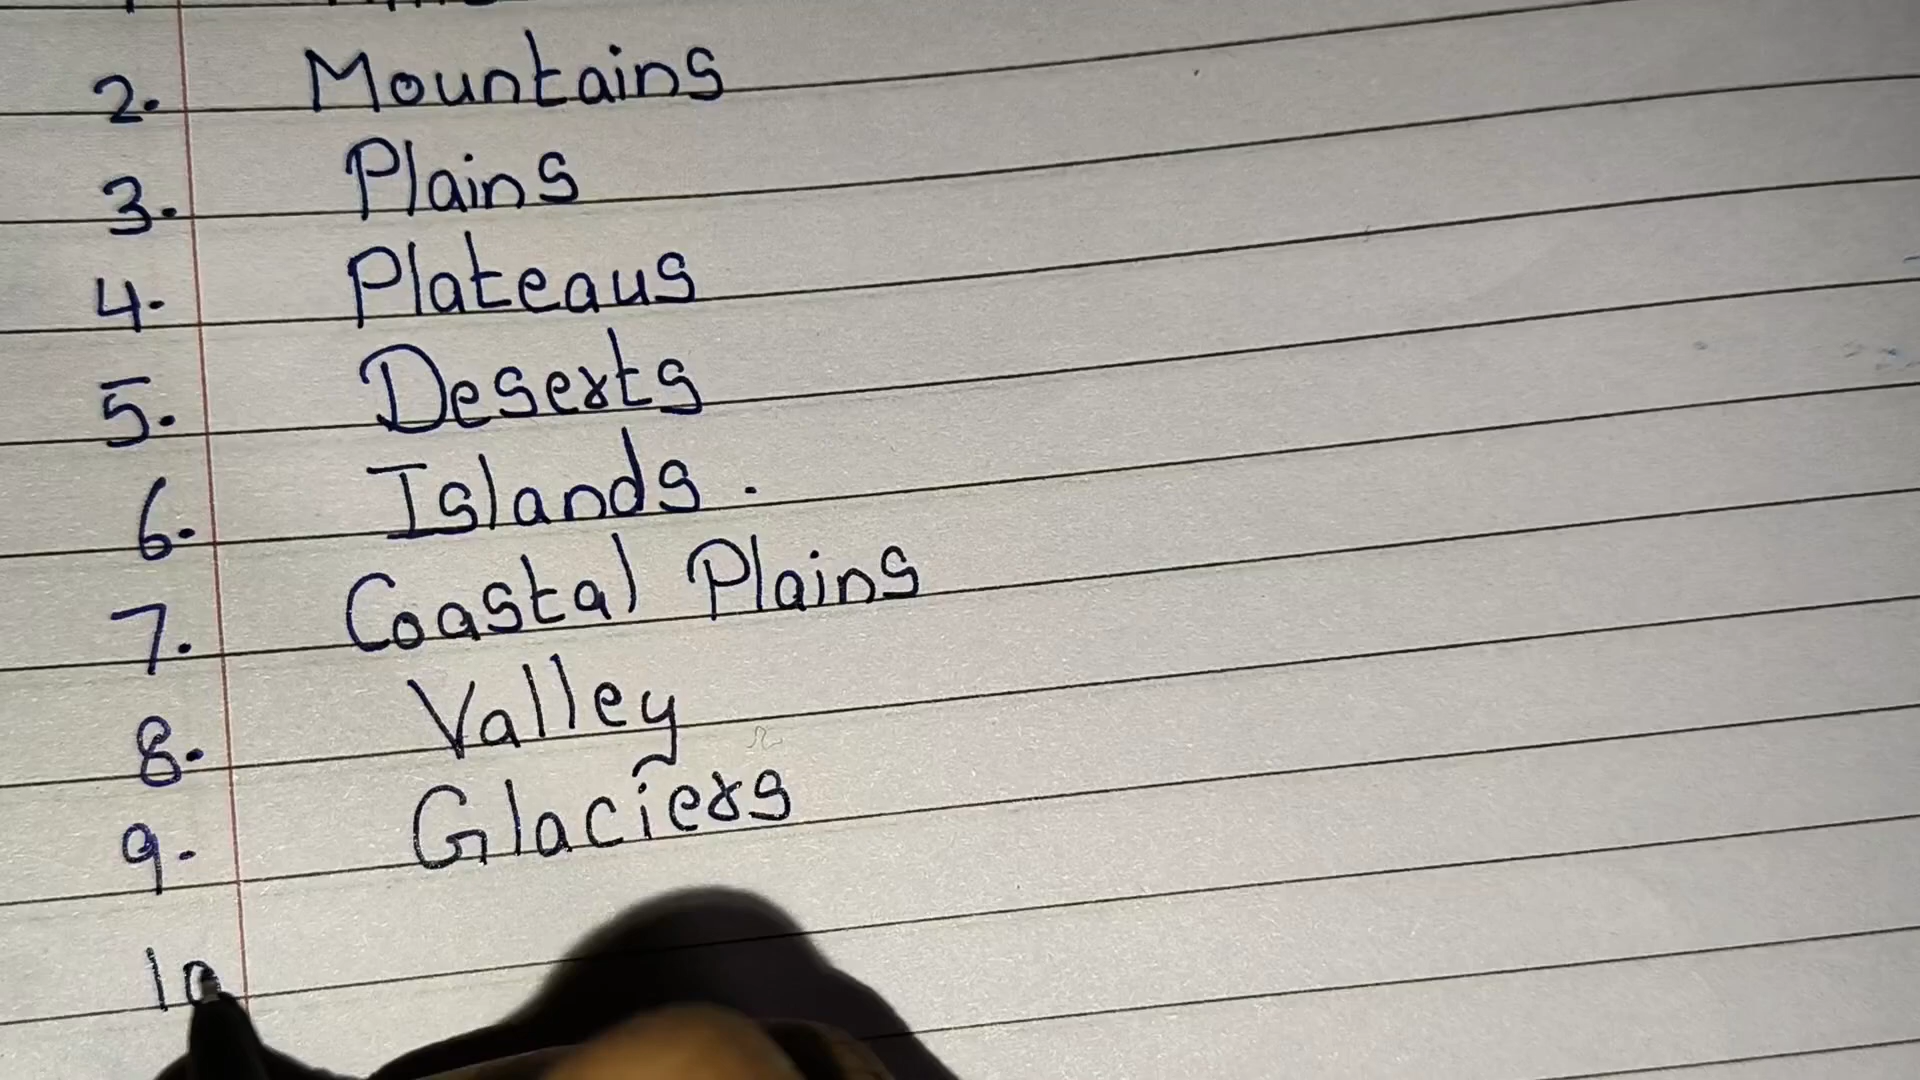 2. Mountains
3. Plains
4. Plateaus
5. Deserts
6. Islands.
7. Coastal Plains
8. Valley
9. Glaciers
10